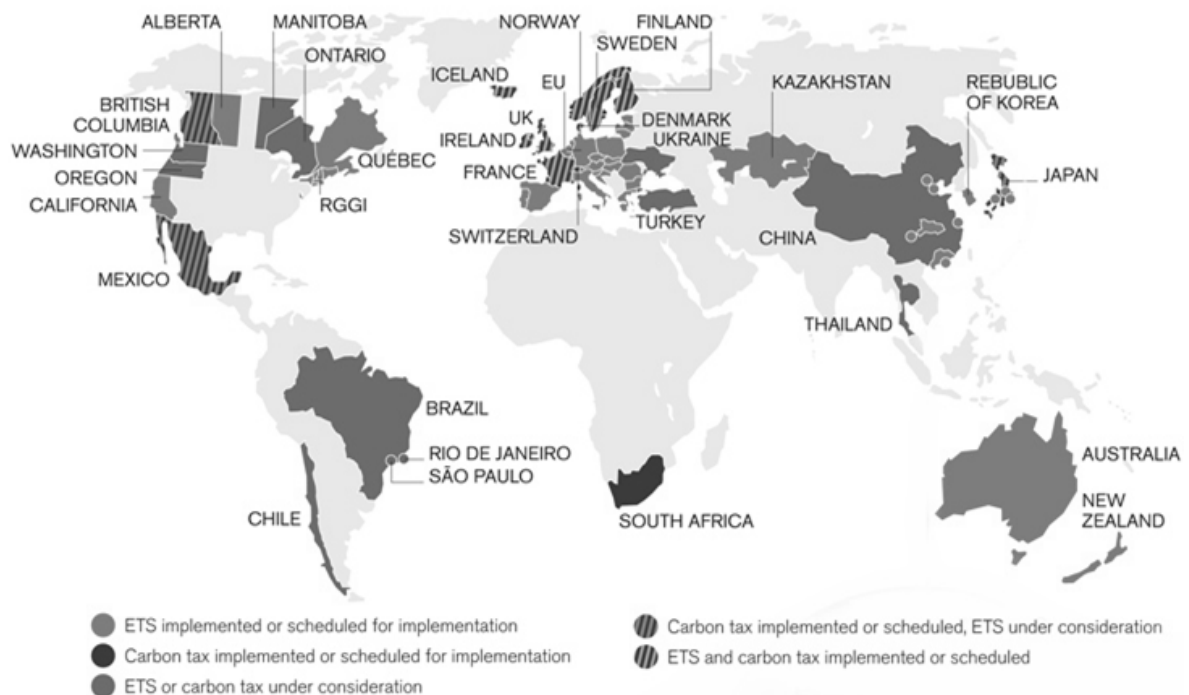 ALBERTA
MANITOBA
NORWAY
FINLAND
ONTARIO
SWEDEN
ICELAND
EU
KAZAKHSTAN
REBUBLIC
OF KOREA
BRITISH
COLUMBIA
UK
DENMARK
UKRAINE
WASHINGTON
IRELAND
QUÉBEC
OREGON
FRANCE
JAPAN
CALIFORNIA
RGGI
TURKEY
SWITZERLAND
CHINA
MEXICO
THAILAND
BRAZIL
RIO DE JANEIRO
SÃO PAULO
AUSTRALIA
NEW
ZEALAND
CHILE
SOUTH AFRICA
ETS implemented or scheduled for implementation
Carbon tax implemented or scheduled for implementation
ETS or carbon tax under consideration
Carbon tax implemented or scheduled, ETS under consideration
ETS and carbon tax implemented or scheduled